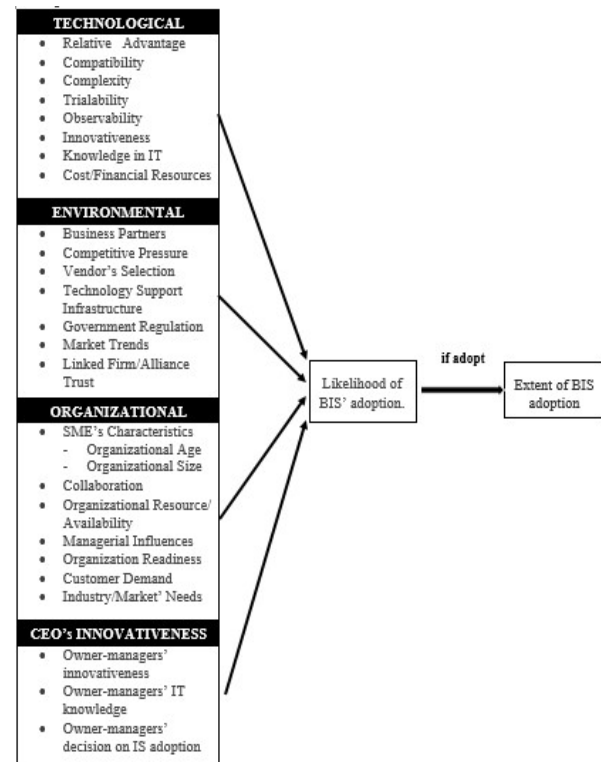 TECHNOLOGICAL
• Relative Advantage
• Compatibility
• Complexity
• Trialability
• Observability
• Innovativeness
• Knowledge in IT
• Cost/Financial Resources
ENVIRONMENTAL
• Business Partners
• Competitive Pressure
• Vendor's Selection
• Technology Support
Infrastructure
• Government Regulation
• Market Trends
• Linked Firm/Alliance
Trust
ORGANIZATIONAL
• SME's Characteristics
- Organizational Age
- Organizational Size
• Collaboration
• Organizational Resource/
Availability
• Managerial Influences
• Organization Readiness
• Customer Demand
• Industry/Market' Needs
CEO's INNOVATIVENESS
• Owner-managers'
innovativeness
• Owner-managers' IT
knowledge
• Owner-managers'
decision on IS adoption
Likelihood of
BIS' adoption.
if adopt
Extent of BIS
adoption